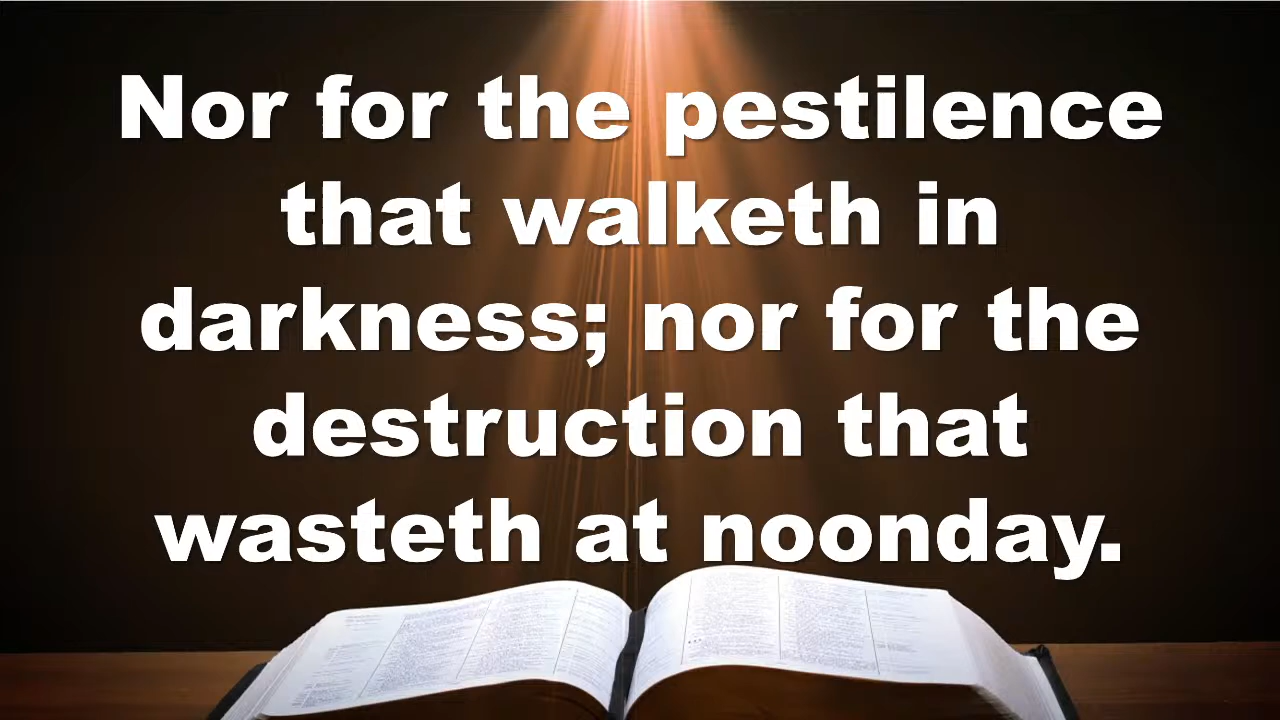 Nor for the pestilence
that walketh in
darkness; nor for the
destruction that
wasteth at noonday.